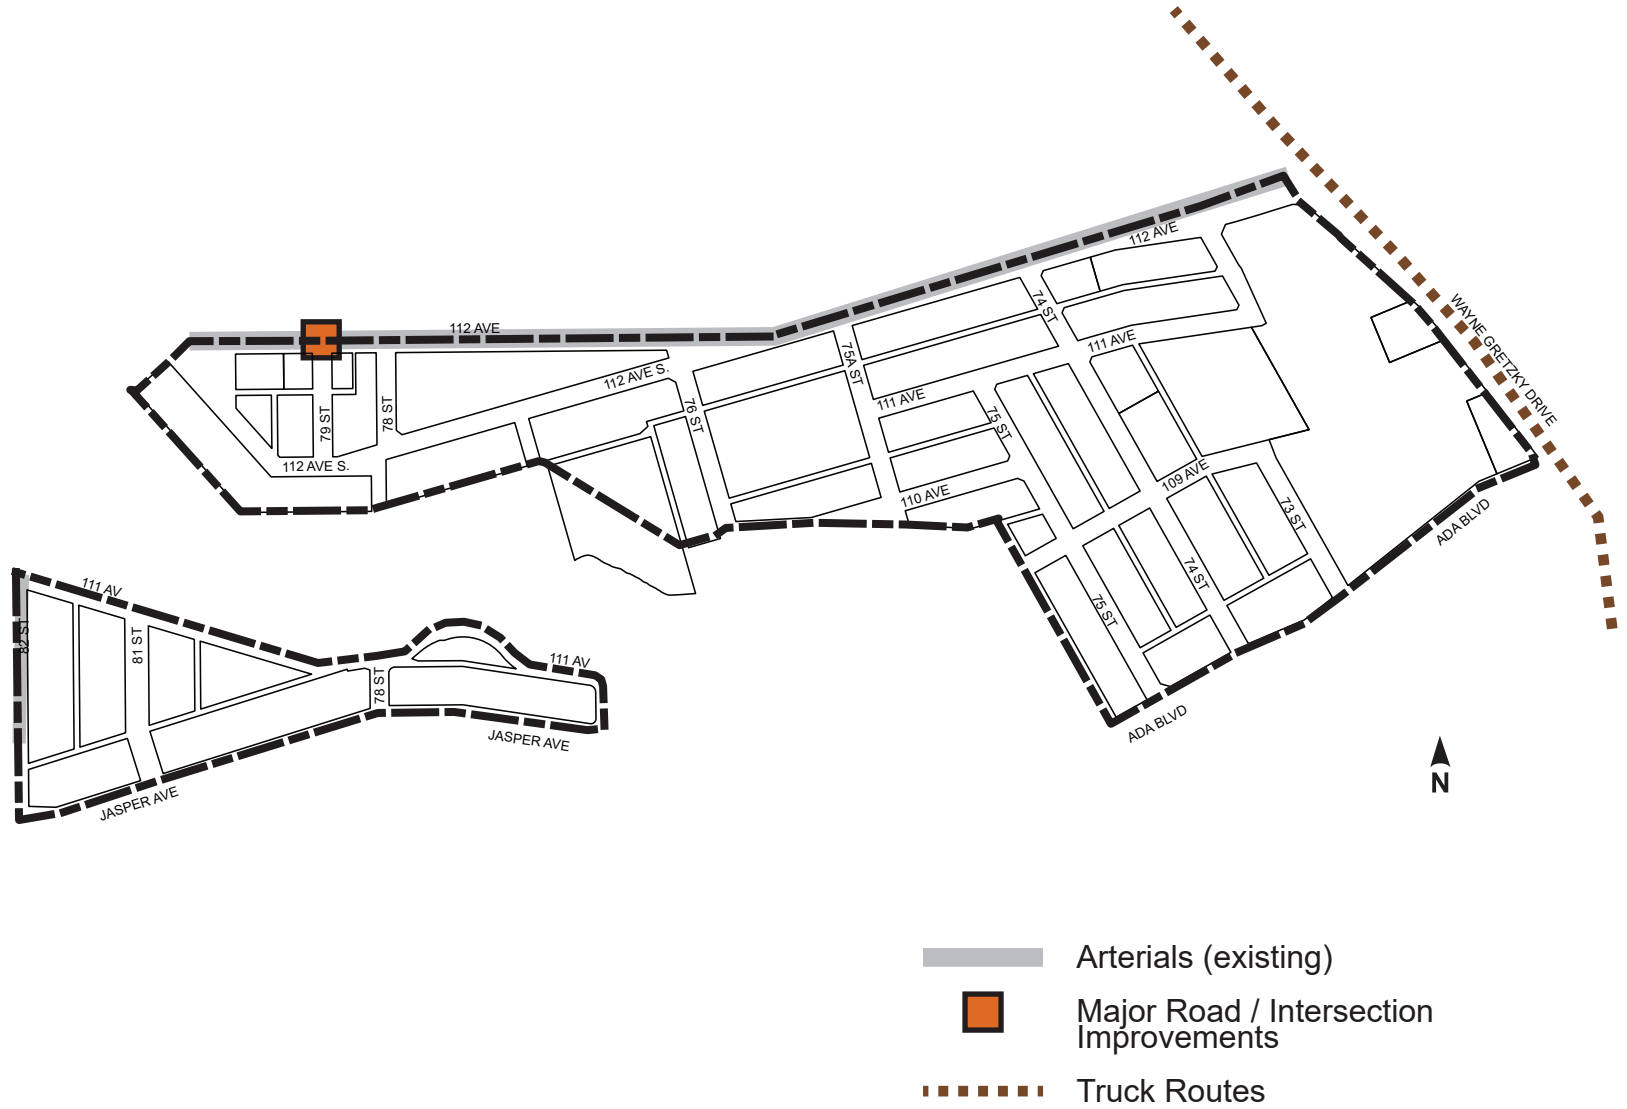 112 AVE
74 ST
WAYNE GRETZKY DRIVE
112 AVE
111 AVE
75A ST
112 AVE S.
111 AVE
76 ST
79 ST
78 ST
75 ST
112 AVE S.
109 AVE
110 AVE
73 ST
ADA BLVD
74 ST
75 ST
111 AV
82 ST
81 ST
78 ST
111 AV
ADA BLVD
JASPER AVE
JASPER AVE
N
Arterials (existing)
Major Road / Intersection
Improvements
Truck Routes